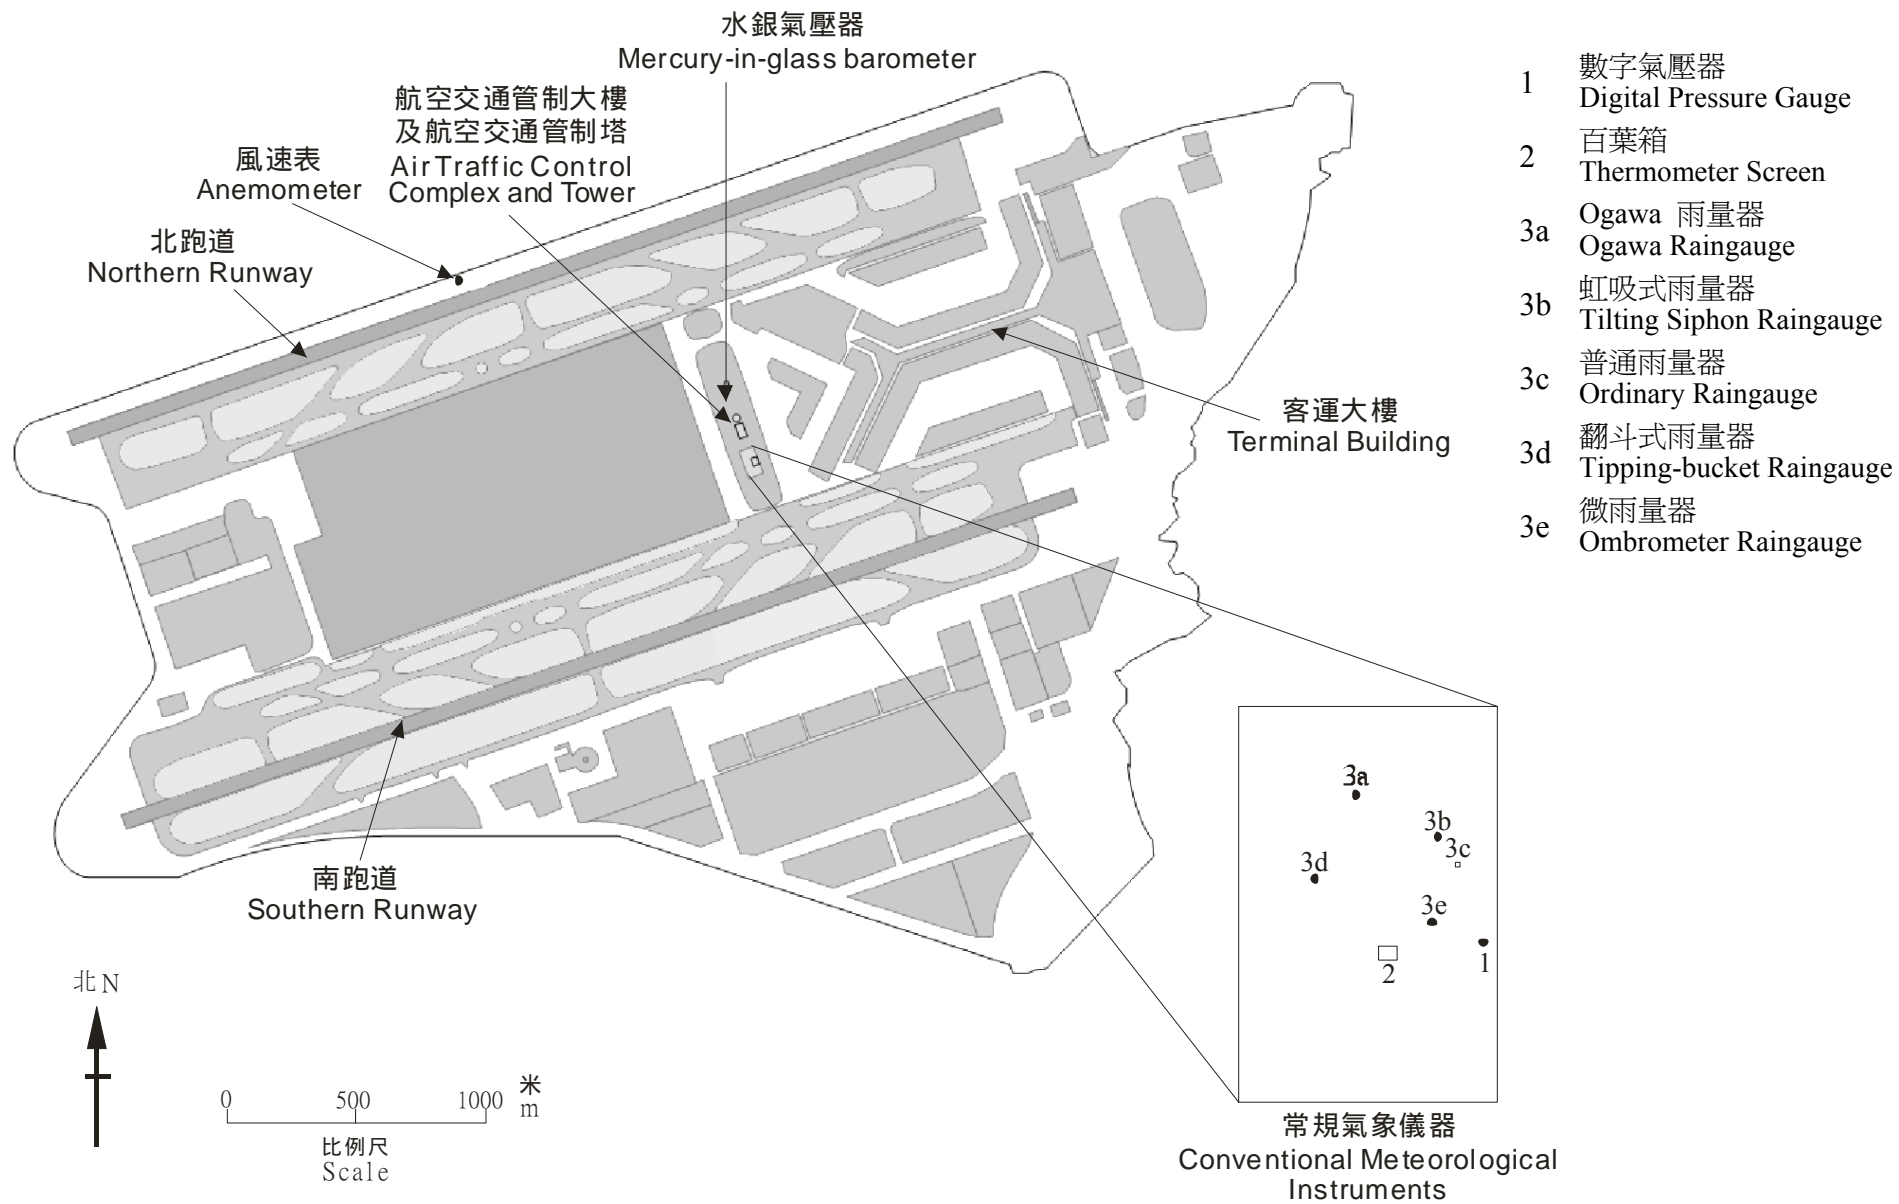 水銀氣壓器
Mercury-in-glass barometer
航空交通管制大樓
及航空交通管制塔
Air Traffic Control
Complex and Tower
風速表
Anemometer
北跑道
Northern Runway
客運大樓
Terminal Building
南跑道
Southern Runway
1 數字氣壓器
Digital Pressure Gauge
2 百葉箱
Thermometer Screen
3a Ogawa 雨量器
Ogawa Raingauge
3b 虹吸式雨量器
Tilting Siphon Raingauge
3c 普通雨量器
Ordinary Raingauge
3d 翻斗式雨量器
Tipping-bucket Raingauge
3e 微雨量器
Ombrometer Raingauge
3a
3b
3c
3d
3e
2
1
常規氣象儀器
Conventional Meteorological
Instruments
北 N
0 500 1000 米
m
比例尺
Scale